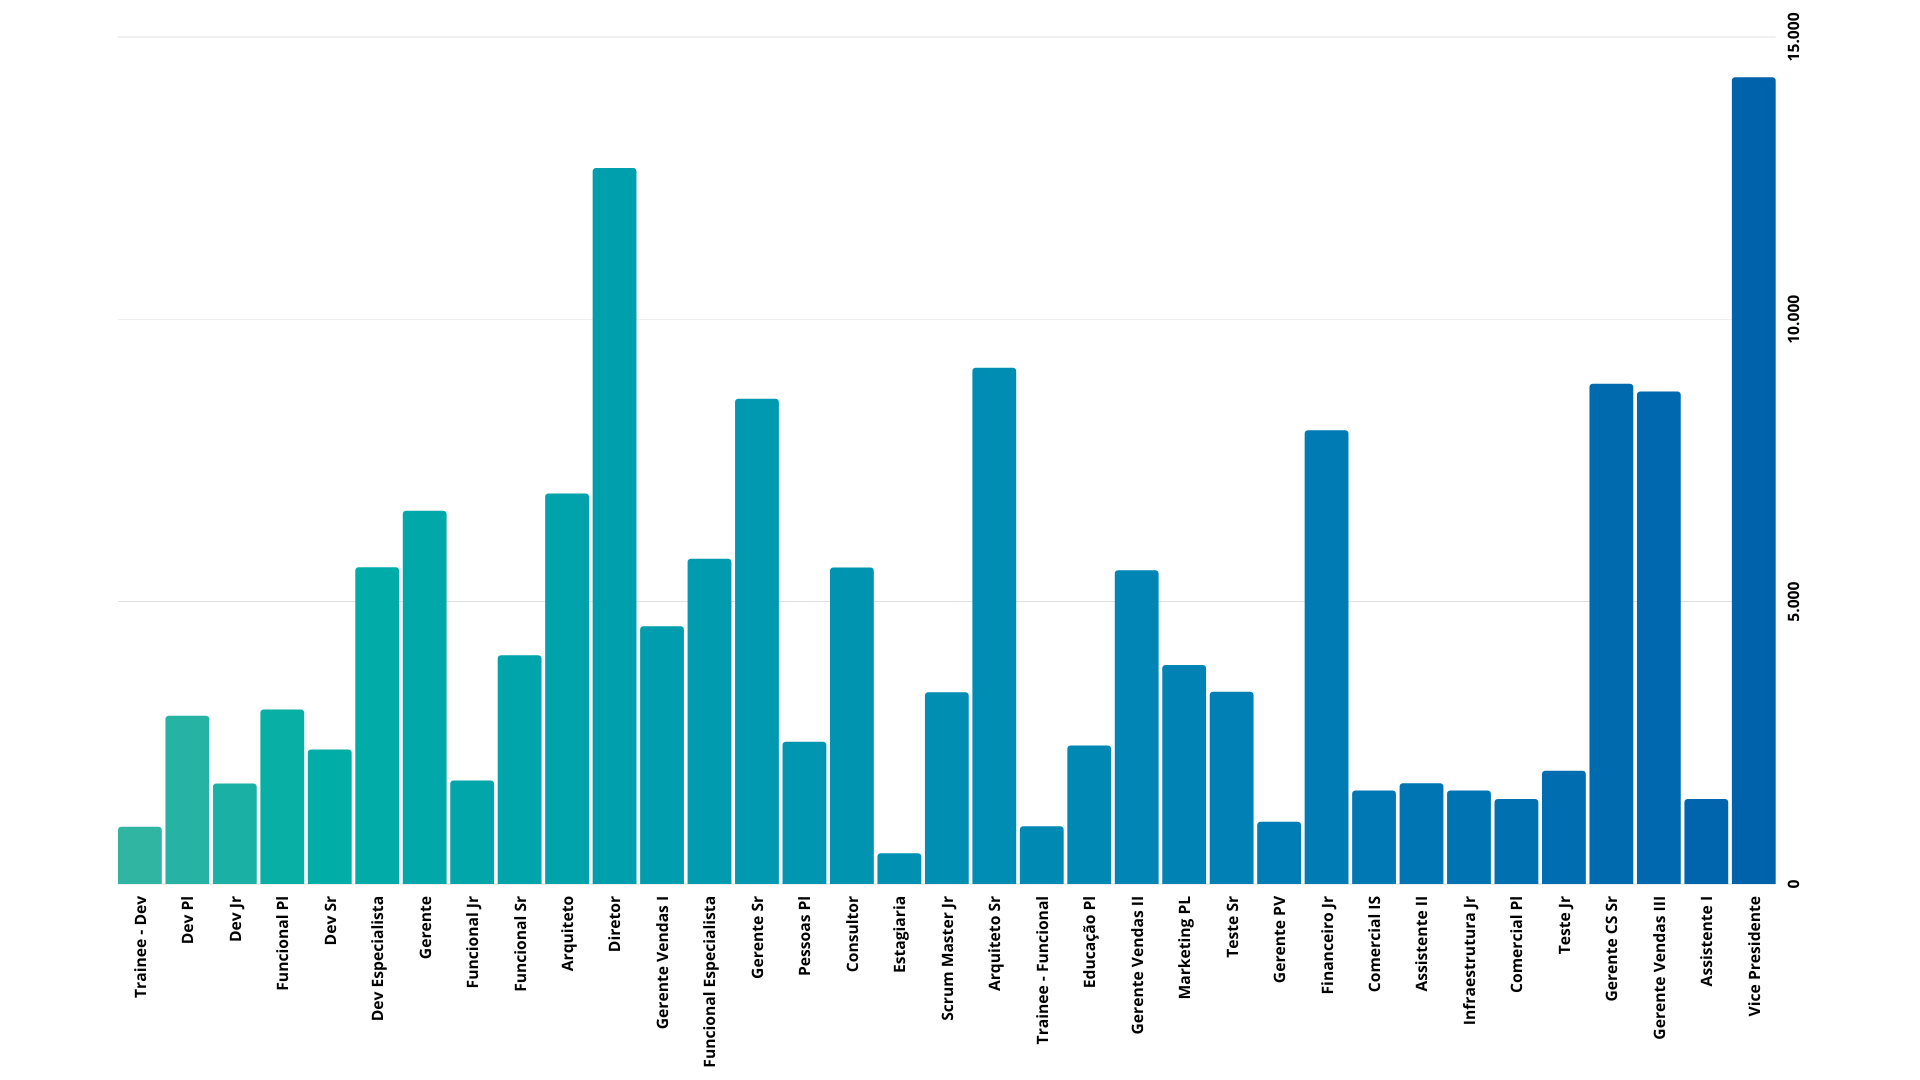 15.000
10.000
5.000
0
Trainee - Dev
Dev Pl
Dev Jr
Funcional Pl
Dev Sr
Dev Especialista
Gerente
Funcional Jr
Funcional Sr
Arquiteto
Diretor
Gerente Vendas I
Funcional Especialista
Gerente Sr
Pessoas Pl
Consultor
Estagiaria
Scrum Master Jr
Arquiteto Sr
Trainee - Funcional
Educação Pl
Gerente Vendas II
Marketing PL
Teste Sr
Gerente PV
Financeiro Jr
Comercial IS
Assistente II
Infraestrutura Jr
Comercial Pl
Teste Jr
Gerente CS Sr
Gerente Vendas III
Assistente I
Vice Presidente